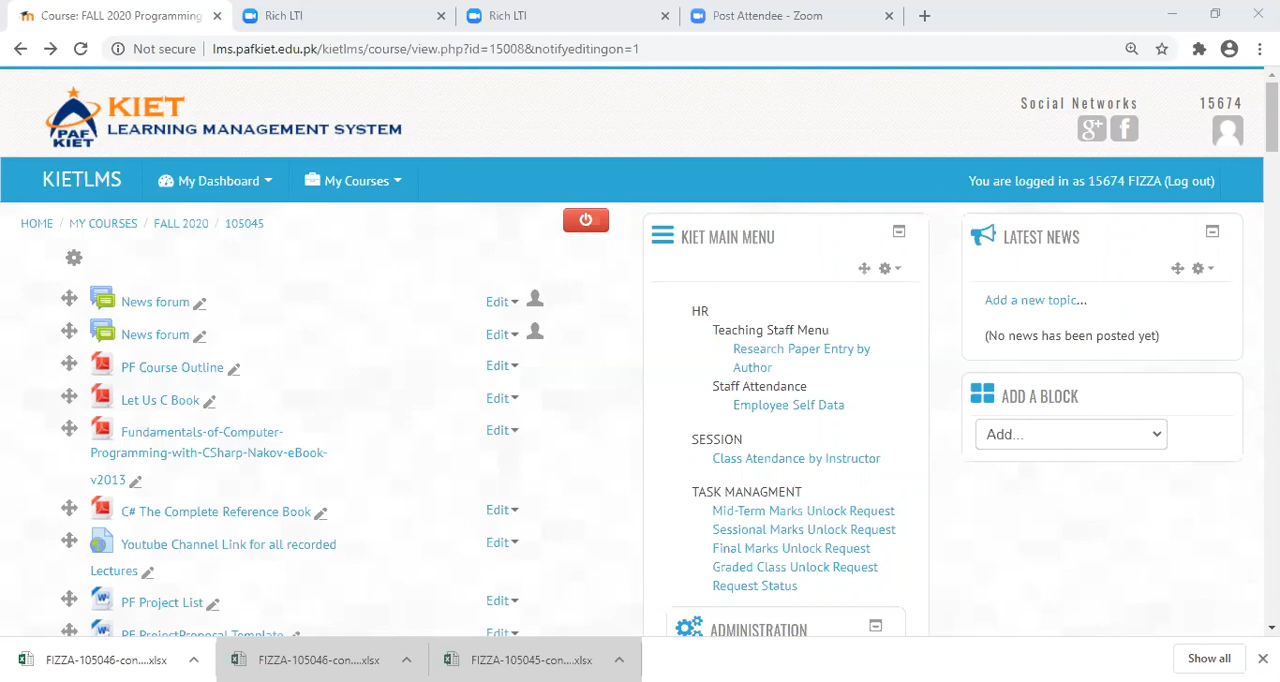 Course: FALL 2020 Programming
Rich LTI
Rich LTI
Post Attendee - Zoom
Not secure
lms.pafkiet.edu.pk/kietlms/course/view.php?id=15008&notifyeditingon=1
PAF
KIET
KIET
LEARNING MANAGEMENT SYSTEM
Social Networks
15674
g+ f
KIETLMS
My Dashboard
My Courses
You are logged in as 15674 FIZZA (Log out)
HOME / MY COURSES / FALL 2020 / 105045
News forum
Edit
News forum
Edit
PF Course Outline
Edit
Let Us C Book
Edit
Fundamentals-of-Computer-
Programming-with-CSharp-Nakov-eBook-
v2013
Edit
C# The Complete Reference Book
Edit
Youtube Channel Link for all recorded
Lectures
Edit
PF Project List
Edit
PF ProjectProposal Template
Edit
KIET MAIN MENU
HR
Teaching Staff Menu
Research Paper Entry by
Author
Staff Attendance
Employee Self Data
SESSION
Class Atendance by Instructor
TASK MANAGMENT
Mid-Term Marks Unlock Request
Sessional Marks Unlock Request
Final Marks Unlock Request
Graded Class Unlock Request
Request Status
ADMINISTRATION
LATEST NEWS
Add a new topic...
(No news has been posted yet)
ADD A BLOCK
Add...
FIZZA-105046-con....xlsx
FIZZA-105046-con....xlsx
FIZZA-105045-con....xlsx
Show all